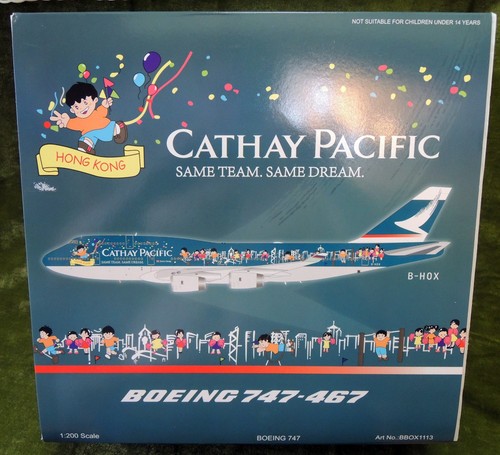 NOT SUITABLE FOR CHILDREN UNDER 14 YEARS
HONG KONG
CATHAY PACIFIC
SAME TEAM. SAME DREAM.
CATHAY PACIFIC
SAME TEAM. SAME DREAM.
B-HOX
BOEING 747-467
1:200 Scale
BOEING 747
Art No.:BBOX1113